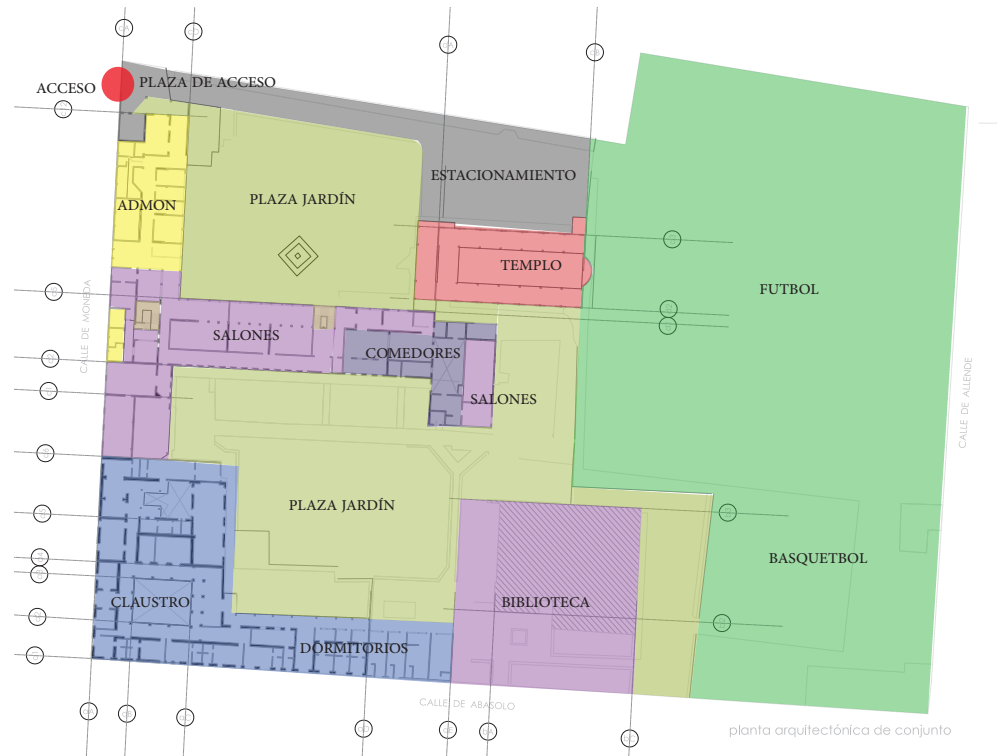 ACCESO
PLAZA DE ACCESO
ESTACIONAMIENTO
PLAZA JARDÍN
ADMON
TEMPLO
FUTBOL
CALLE DE MONEDA
SALONES
COMEDORES
SALONES
CALLE DE ALLENDE
PLAZA JARDÍN
BASQUETBOL
CLAUSTRO
BIBLIOTECA
DORMITORIOS
CALLE DE ABASOLO
planta arquitectónica de conjunto